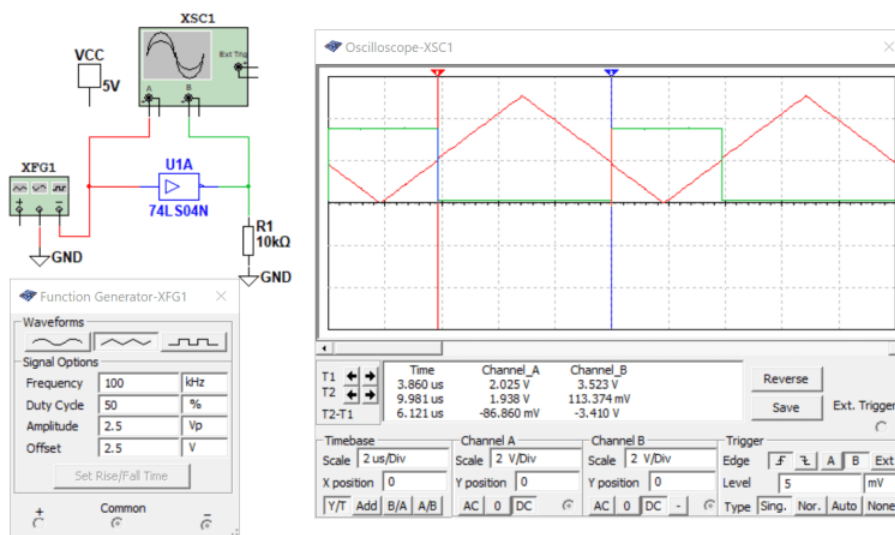 XSC1
Ext Trig
A
B
VCC
5V
XFG1
U1A
74LS04N
GND
R1
10kΩ
GND
Function Generator-XFG1
Waveforms
Signal Options
Frequency 100 kHz
Duty Cycle 50 %
Amplitude 2.5 Vp
Offset 2.5 V
Set Rise/Fall Time
+ Common −
Oscilloscope-XSC1
Time Channel_A Channel_B
T1 3.860 us 2.025 V 3.523 V
T2 9.981 us 1.938 V 113.374 mV
T2-T1 6.121 us -86.860 mV -3.410 V
Reverse
Save
Ext. Trigger
Timebase
Scale 2 us/Div
X position 0
Y/T Add B/A A/B
Channel A
Scale 2 V/Div
Y position 0
AC 0 DC
Channel B
Scale 2 V/Div
Y position 0
AC 0 DC -
Trigger
Edge A B Ext
Level 5 mV
Type Sing. Nor. Auto None